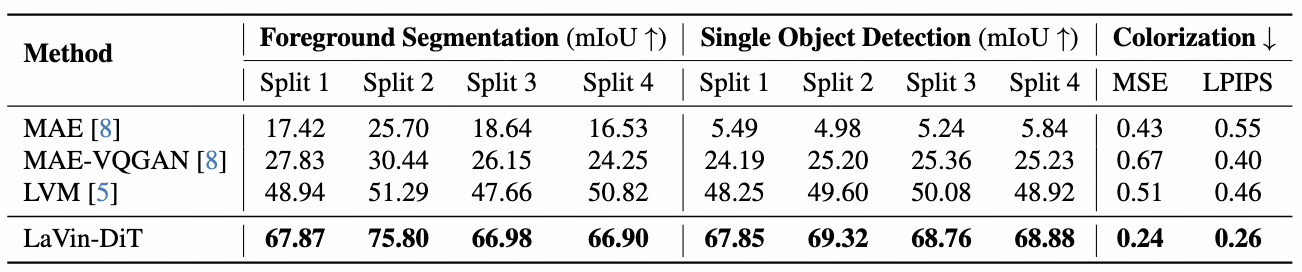 Method Foreground Segmentation (mIoU ↑) Single Object Detection (mIoU ↑) Colorization ↓
Split 1 Split 2 Split 3 Split 4 Split 1 Split 2 Split 3 Split 4 MSE LPIPS
MAE [8] 17.42 25.70 18.64 16.53 5.49 4.98 5.24 5.84 0.43 0.55
MAE-VQGAN [8] 27.83 30.44 26.15 24.25 24.19 25.20 25.36 25.23 0.67 0.40
LVM [5] 48.94 51.29 47.66 50.82 48.25 49.60 50.08 48.92 0.51 0.46
LaVin-DiT 67.87 75.80 66.98 66.90 67.85 69.32 68.76 68.88 0.24 0.26